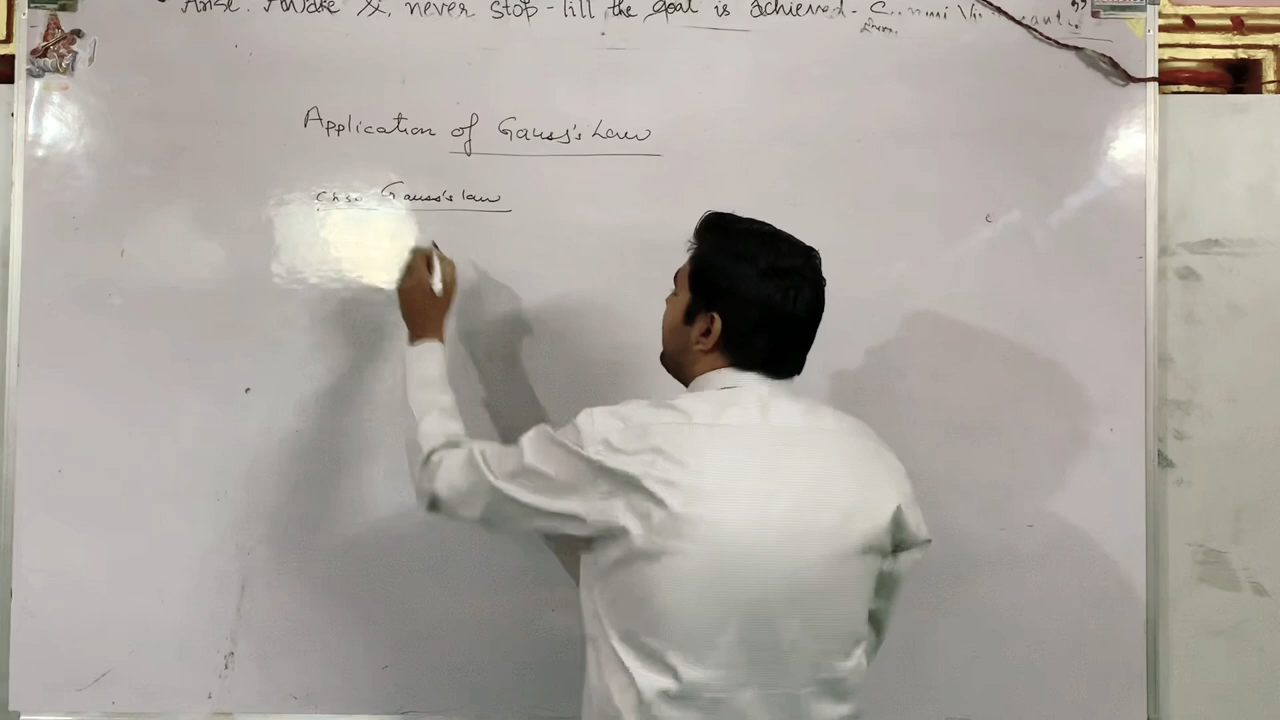 Arise. Awake &, never stop till the goal is achieved-
Application of Gauss's Law
Gauss's law